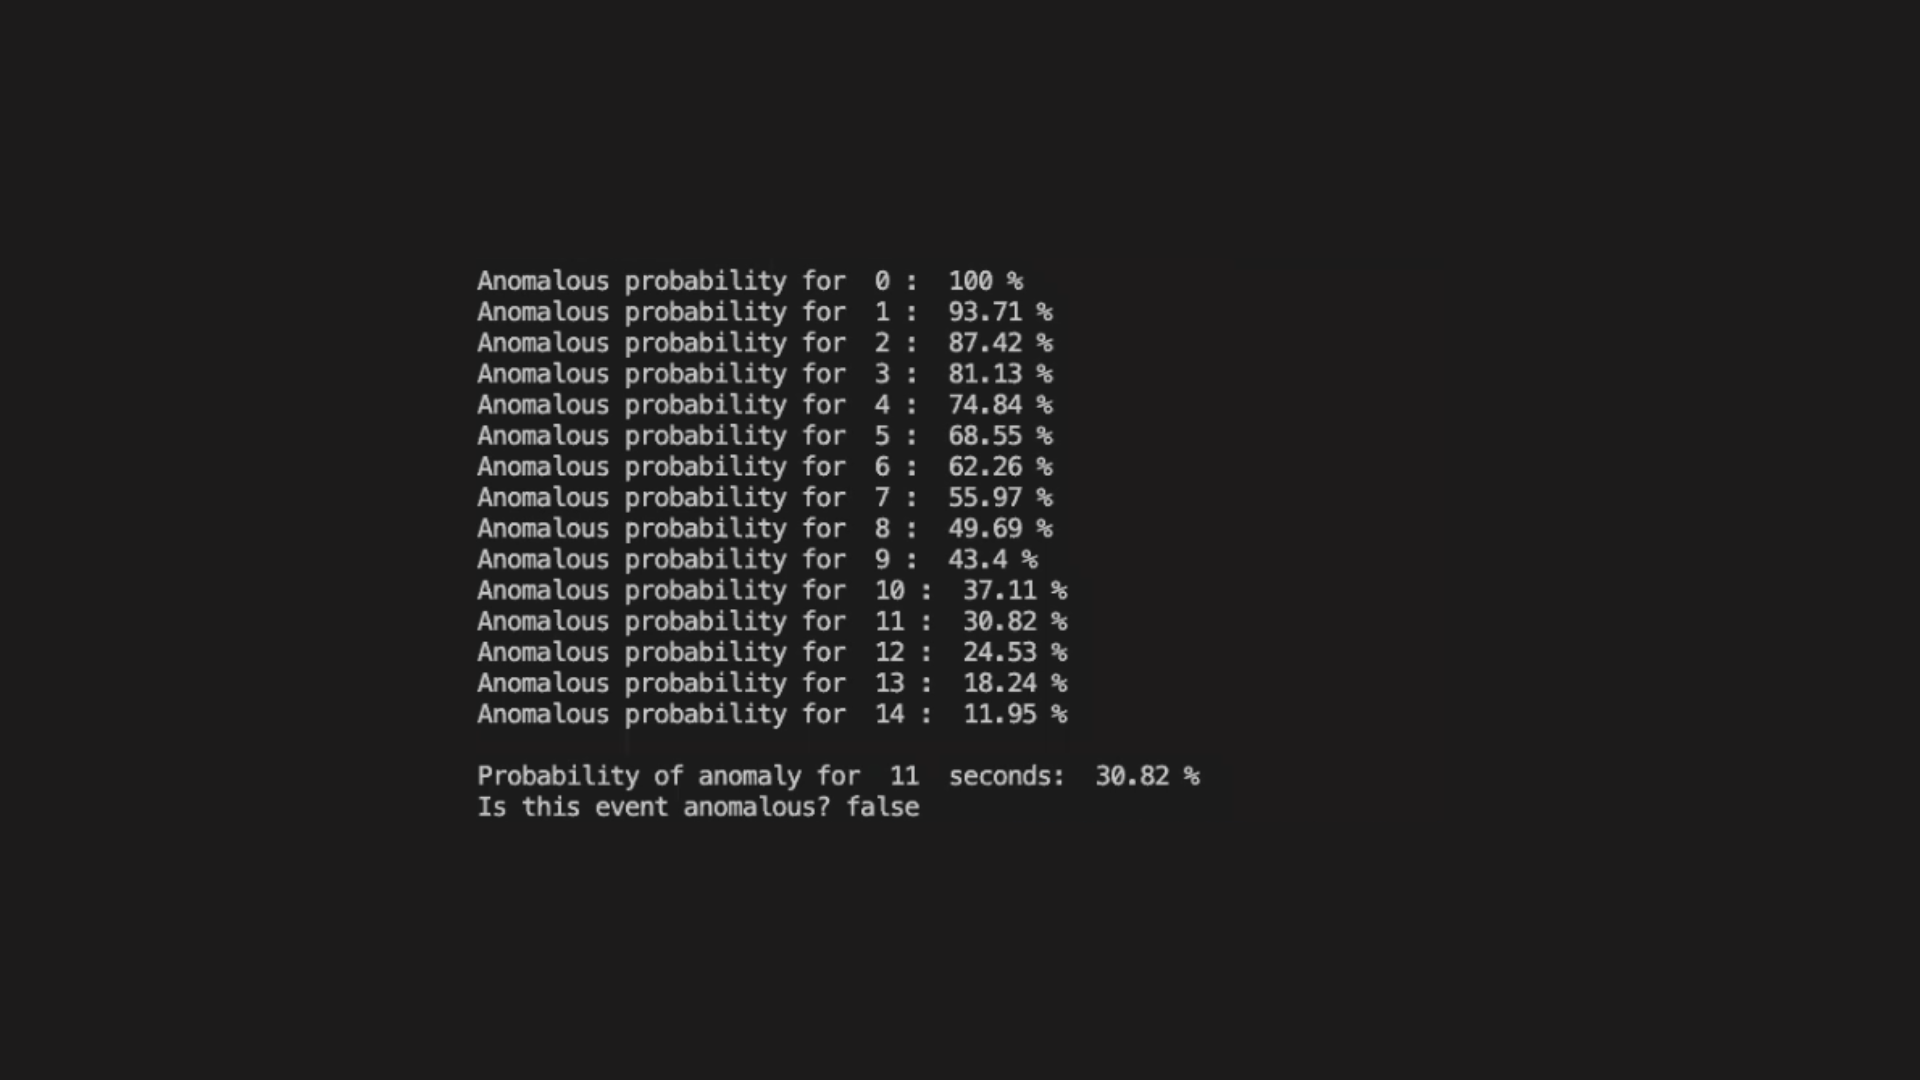 Anomalous probability for  0 :  100 %
Anomalous probability for  1 :  93.71 %
Anomalous probability for  2 :  87.42 %
Anomalous probability for  3 :  81.13 %
Anomalous probability for  4 :  74.84 %
Anomalous probability for  5 :  68.55 %
Anomalous probability for  6 :  62.26 %
Anomalous probability for  7 :  55.97 %
Anomalous probability for  8 :  49.69 %
Anomalous probability for  9 :  43.4 %
Anomalous probability for  10 :  37.11 %
Anomalous probability for  11 :  30.82 %
Anomalous probability for  12 :  24.53 %
Anomalous probability for  13 :  18.24 %
Anomalous probability for  14 :  11.95 %
Probability of anomaly for  11  seconds:  30.82 %
Is this event anomalous? false